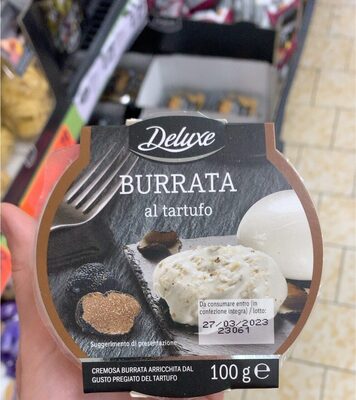 Deluxe
BURRATA
al tartufo
Da consumare entro (in
confezione integra) / lotto:
27/03/2023
23061
Suggerimento di presentazione
CREMOSA BURRATA ARRICCHITA DAL
GUSTO PREGIATO DEL TARTUFO
100 g e